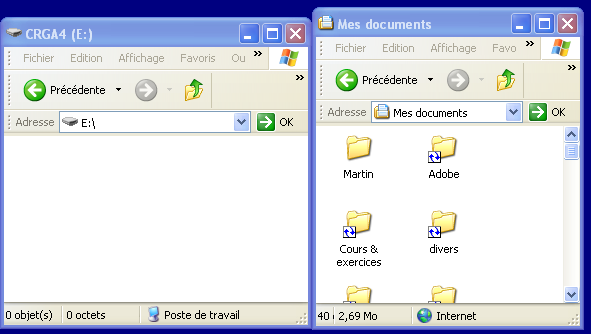 CRGA4 (E:)
Fichier Edition Affichage Favoris Ou »
Précédente »
Adresse E:\ OK
0 objet(s) 0 octets Poste de travail
Mes documents
Fichier Edition Affichage Favo »
Précédente »
Adresse Mes documents OK
Martin Adobe
Cours &
exercices
divers
40 2,69 Mo Internet